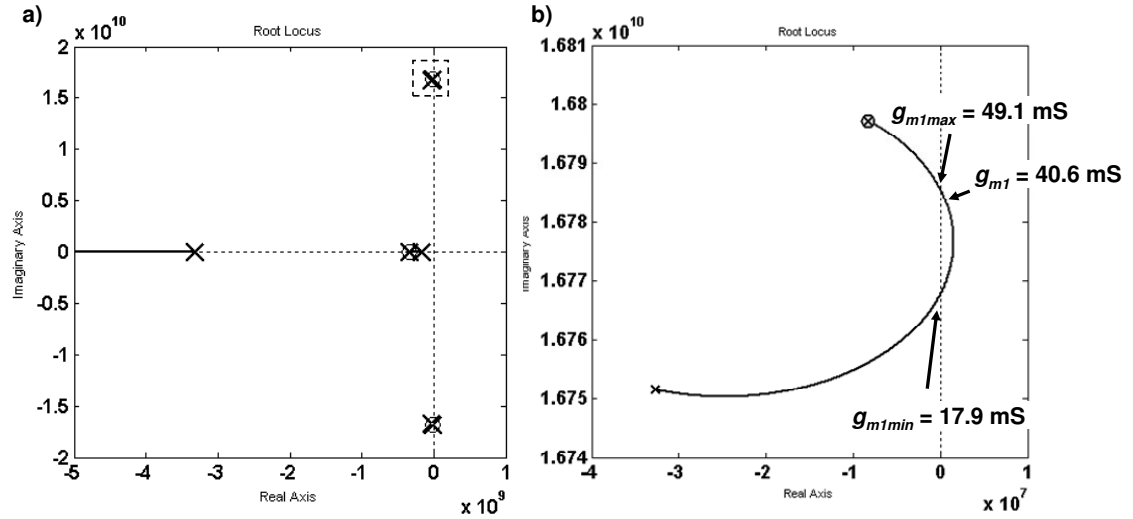 a)
x 10^10
Root Locus
2
1.5
1
0.5
0
-0.5
-1
-1.5
-2
Imaginary Axis
-5
-4
-3
-2
-1
0
1
Real Axis
x 10^9
b)
x 10^10
Root Locus
1.681
1.68
1.679
1.678
1.677
1.676
1.675
1.674
Imaginary Axis
g_m1max = 49.1 mS
g_m1 = 40.6 mS
g_m1min = 17.9 mS
-4
-3
-2
-1
0
1
Real Axis
x 10^7